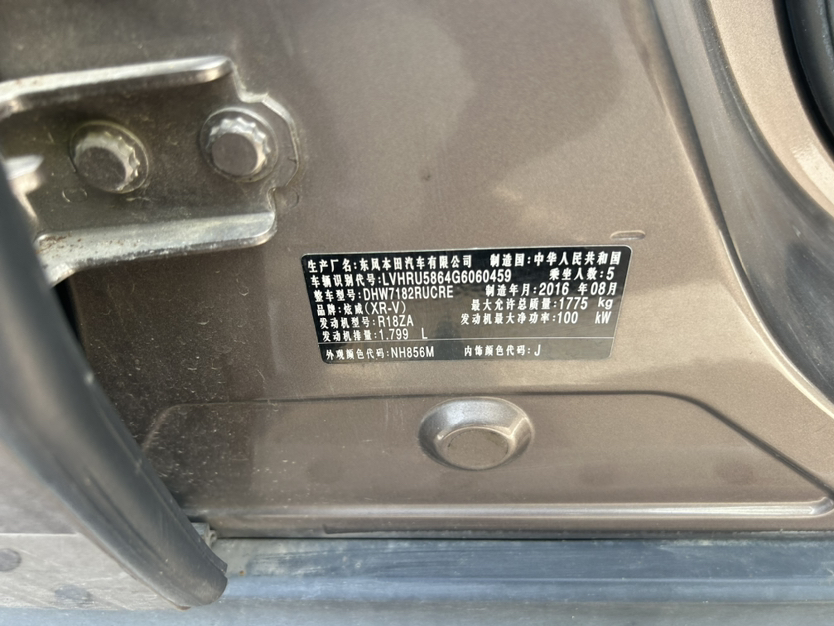 生产厂名:东风本田汽车有限公司 制造国:中华人民共和国
车辆识别代号:LVHRU5864G6060459 乘坐人数:5
整车型号:DHW7182RUCRE 制造年月:2016 年08月
品牌:炫威(XR-V) 最大允许总质量:1775 kg
发动机型号:R18ZA 发动机最大净功率:100 kW
发动机排量:1.799 L
外观颜色代码:NH856M 内饰颜色代码:J